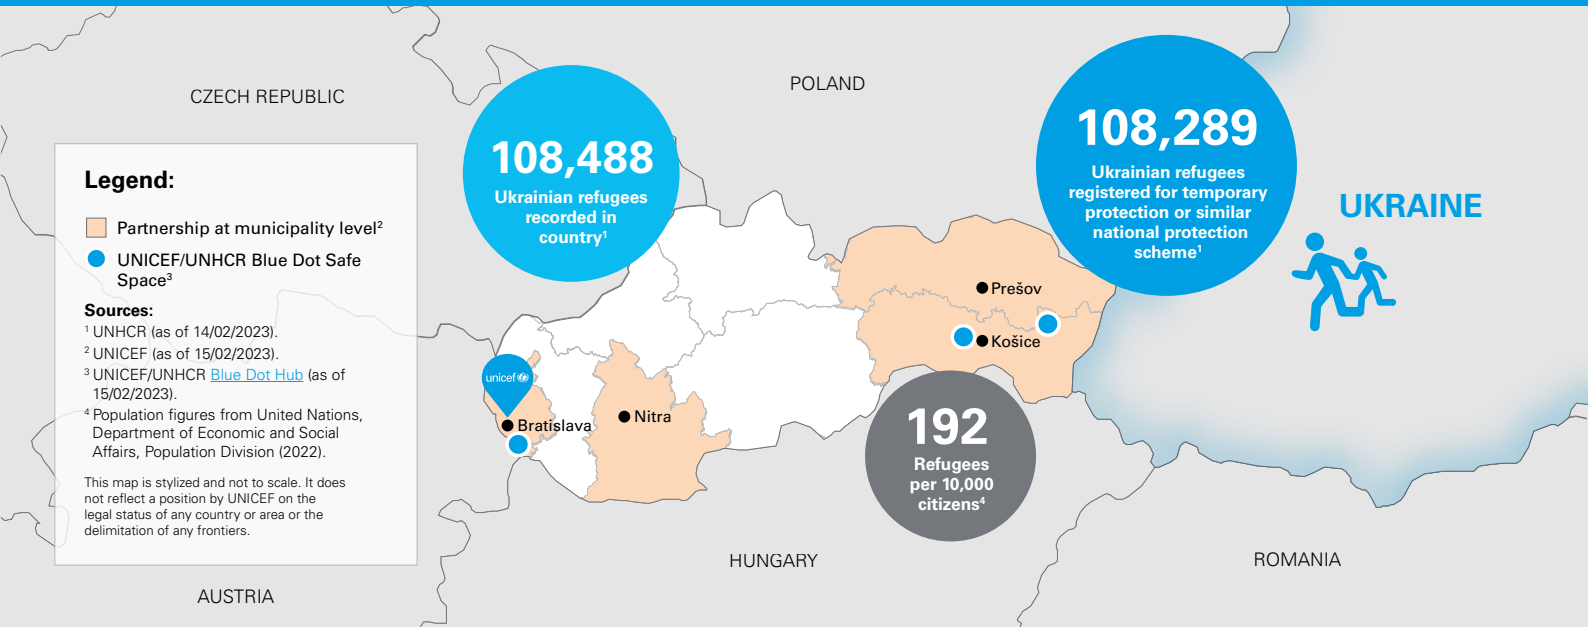 CZECH REPUBLIC
POLAND
108,488
Ukrainian refugees
recorded in
country¹
108,289
Ukrainian refugees
registered for temporary
protection or similar
national protection
scheme¹
UKRAINE
Legend:
Partnership at municipality level²
UNICEF/UNHCR Blue Dot Safe
Space³
Sources:
¹ UNHCR (as of 14/02/2023).
² UNICEF (as of 15/02/2023).
³ UNICEF/UNHCR Blue Dot Hub (as of
15/02/2023).
⁴ Population figures from United Nations,
Department of Economic and Social
Affairs, Population Division (2022).
This map is stylized and not to scale. It does
not reflect a position by UNICEF on the
legal status of any country or area or the
delimitation of any frontiers.
Prešov
Košice
unicef
Bratislava
Nitra
192
Refugees
per 10,000
citizens⁴
HUNGARY
ROMANIA
AUSTRIA